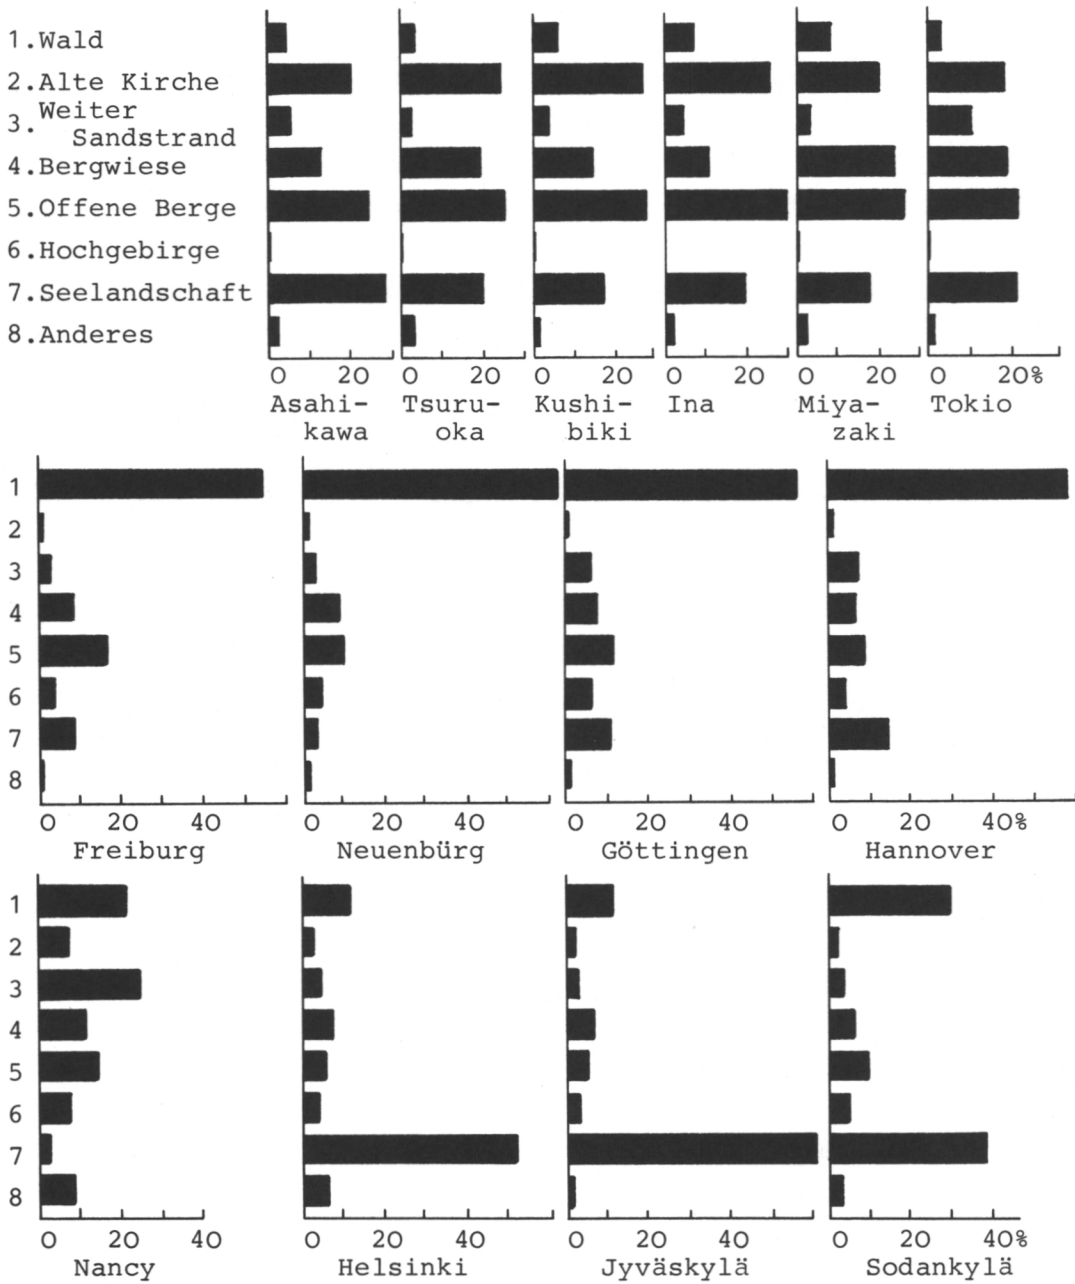 1.Wald
2.Alte Kirche
3.Weiter
Sandstrand
4.Bergwiese
5.Offene Berge
6.Hochgebirge
7.Seelandschaft
8.Anderes
0 20 0 20 0 20 0 20 0 20 0 20%
Asahi- Tsuru- Kushi- Ina Miya- Tokio
kawa oka biki zaki
1
2
3
4
5
6
7
8
0 20 40 0 20 40 0 20 40 0 20 40%
Freiburg Neuenbürg Göttingen Hannover
1
2
3
4
5
6
7
8
0 20 40 0 20 40 0 20 40 0 20 40%
Nancy Helsinki Jyväskylä Sodankylä